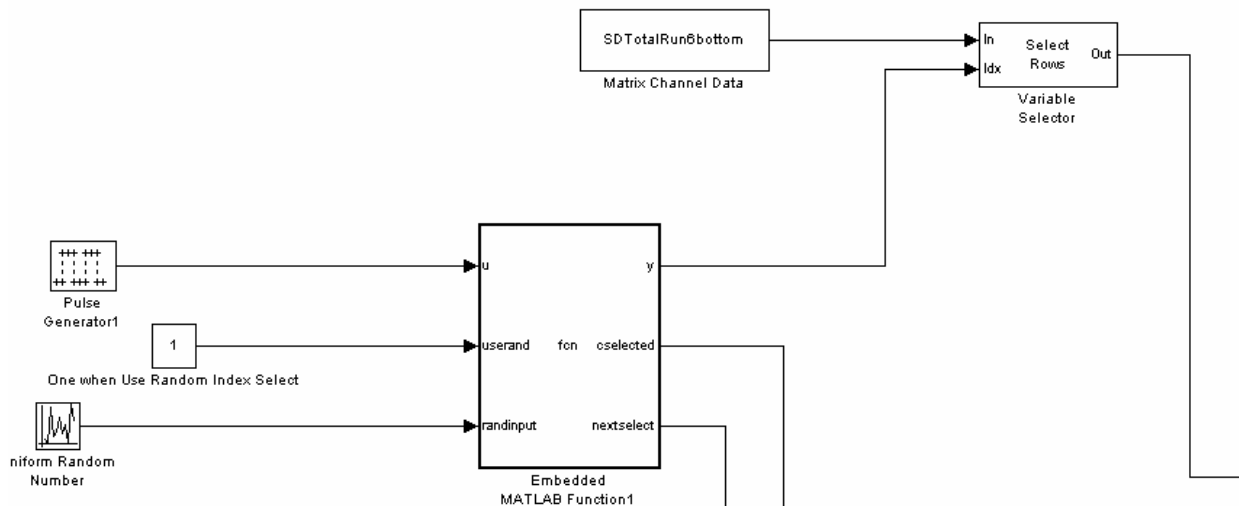 SDTotalRun6bottom
Matrix Channel Data
In
Idx
Select
Rows
Out
Variable
Selector
Pulse
Generator1
1
One when Use Random Index Select
niform Random
Number
u
userand
randinput
fcn
y
cselected
nextselect
Embedded
MATLAB Function1